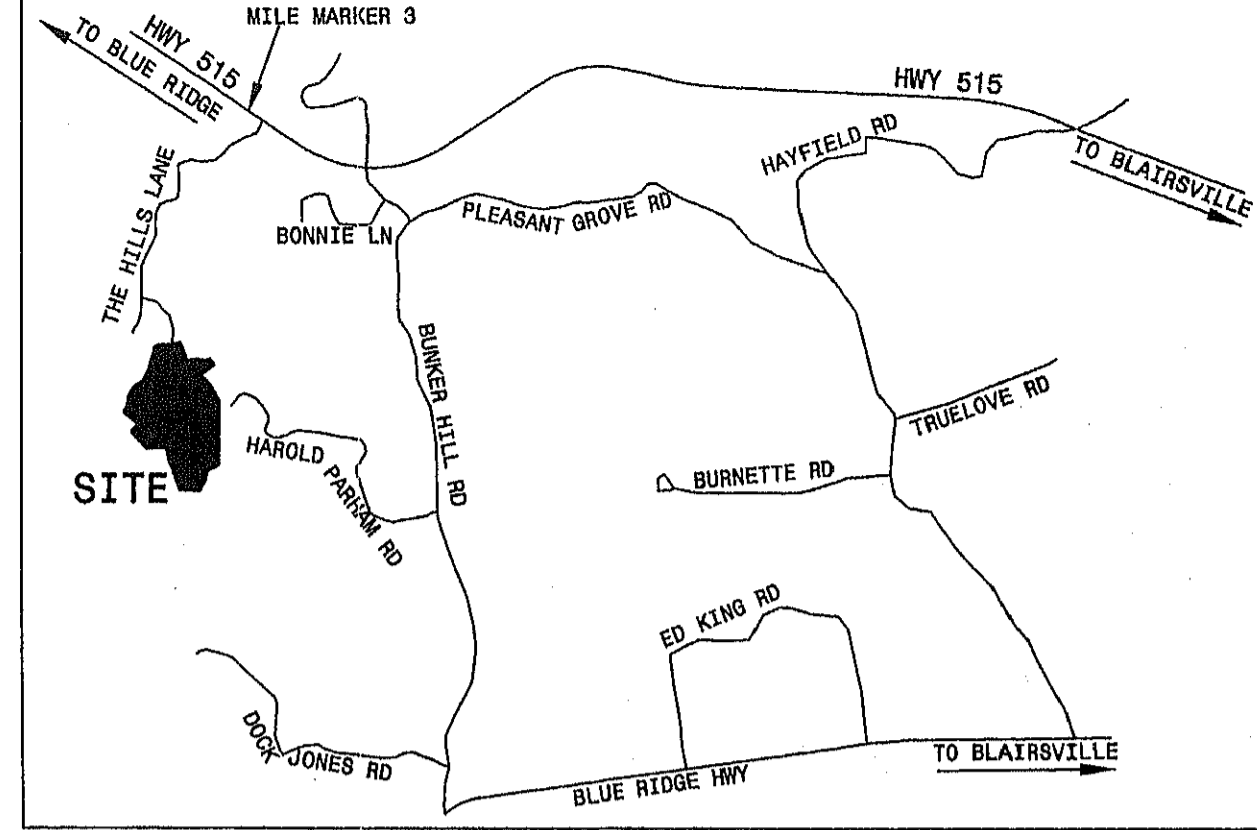 MILE MARKER 3
HWY 515
TO BLUE RIDGE
HWY 515
HAYFIELD RD
TO BLAIRSVILLE
THE HILLS LANE
BONNIE LN
PLEASANT GROVE RD
BUNKER HILL RD
TRUELOVE RD
HAROLD PARHAM RD
SITE
BURNETTE RD
ED KING RD
DOCK JONES RD
BLUE RIDGE HWY
TO BLAIRSVILLE